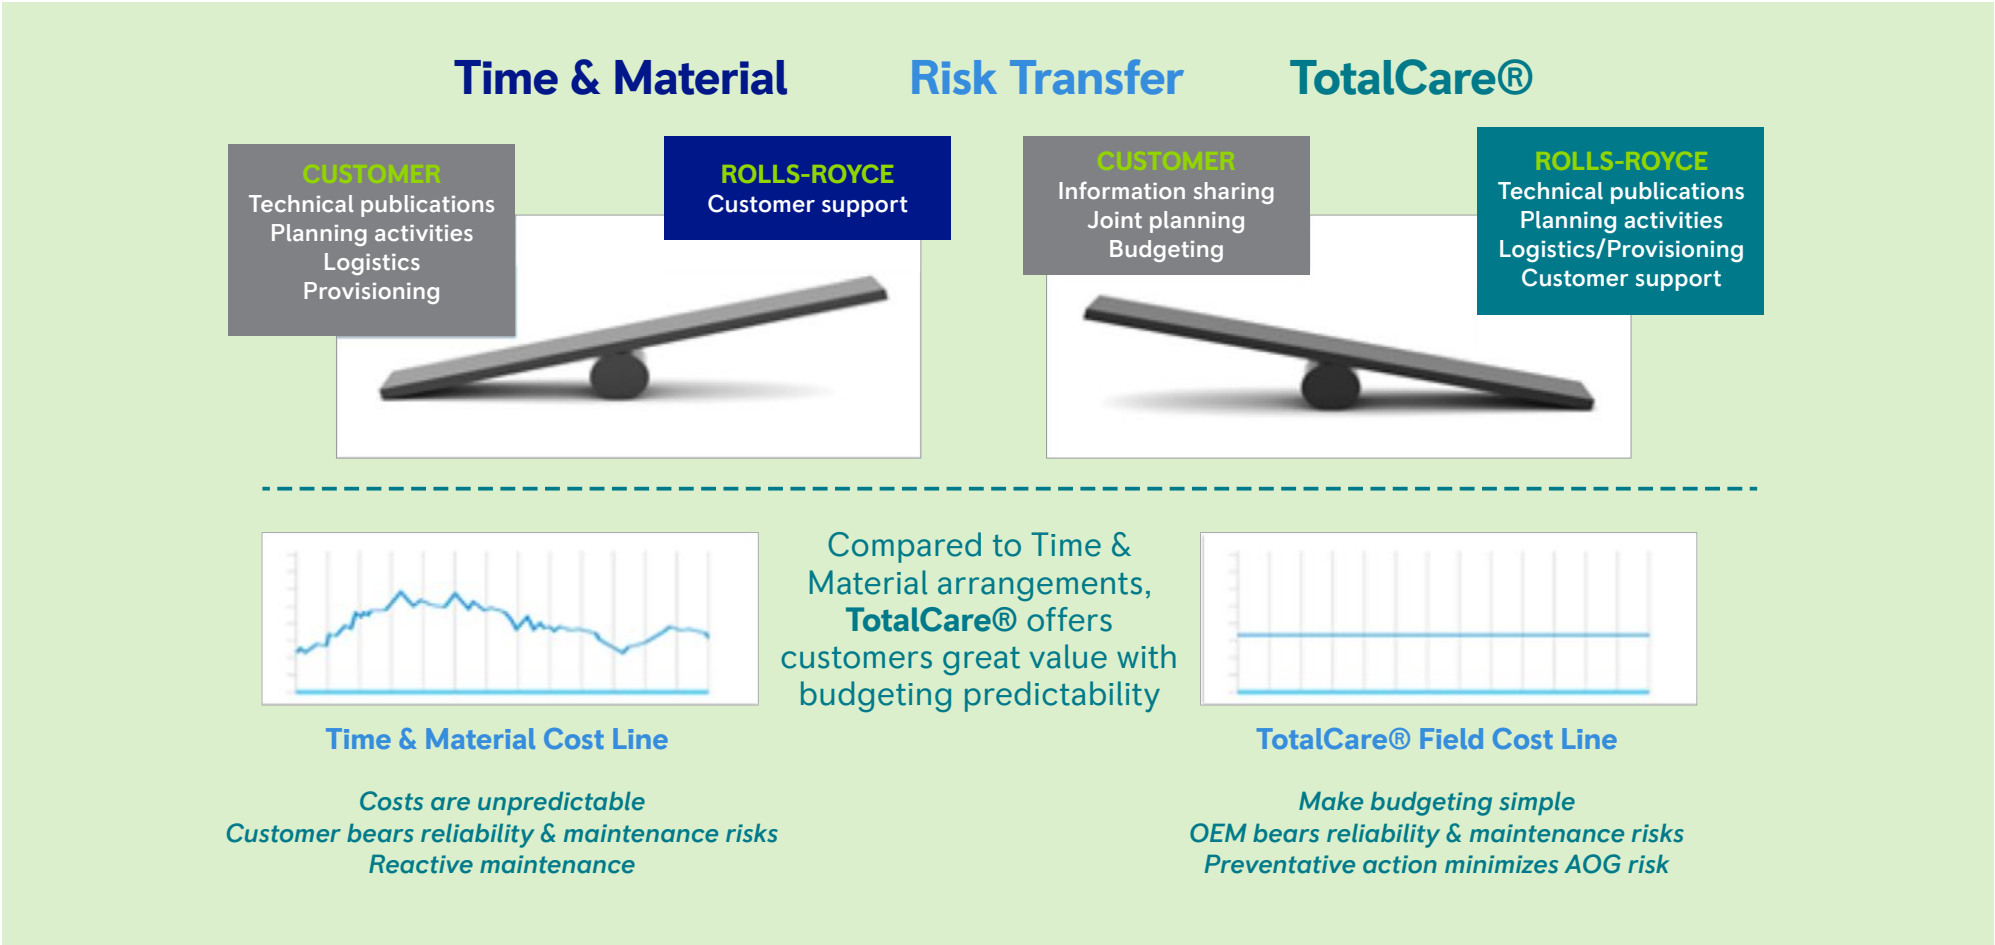 Time & Material
Risk Transfer
TotalCare®
CUSTOMER
Technical publications
Planning activities
Logistics
Provisioning
ROLLS-ROYCE
Customer support
CUSTOMER
Information sharing
Joint planning
Budgeting
ROLLS-ROYCE
Technical publications
Planning activities
Logistics/Provisioning
Customer support
Compared to Time &
Material arrangements,
TotalCare® offers
customers great value with
budgeting predictability
Time & Material Cost Line
Costs are unpredictable
Customer bears reliability & maintenance risks
Reactive maintenance
TotalCare® Field Cost Line
Make budgeting simple
OEM bears reliability & maintenance risks
Preventative action minimizes AOG risk